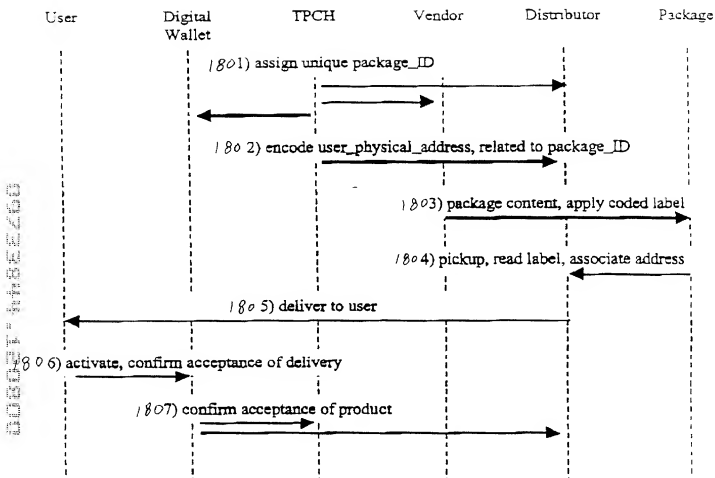 User Digital Wallet TPCH Vendor Distributor Package
1801) assign unique package_ID
1802) encode user_physical_address, related to package_ID
1803) package content, apply coded label
1804) pickup, read label, associate address
1805) deliver to user
1806) activate, confirm acceptance of delivery
1807) confirm acceptance of product